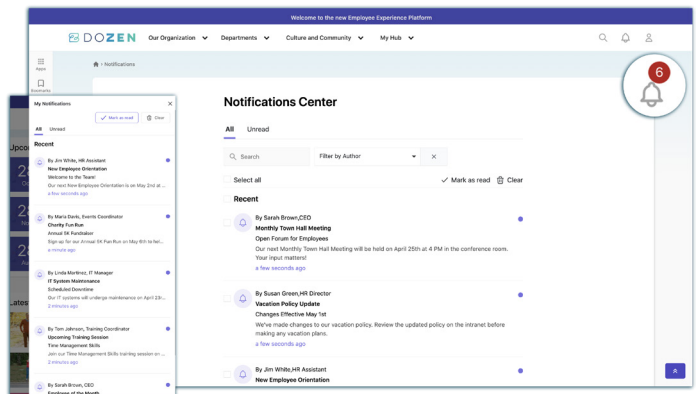 Welcome to the new Employee Experience Platform
DOZEN
Our Organization
Departments
Culture and Community
My Hub
Apps
Bookmarks
> Notifications
6
Notifications Center
All Unread
Search
Filter by Author
Select all
Mark as read
Clear
Recent
By Sarah Brown,CEO
Monthly Town Hall Meeting
Open Forum for Employees
Our next Monthly Town Hall Meeting will be held on April 25th at 4 PM in the conference room.
Your input matters!
a few seconds ago
By Susan Green,HR Director
Vacation Policy Update
Changes Effective May 1st
We've made changes to our vacation policy. Review the updated policy on the intranet before
making any vacation plans.
a few seconds ago
By Jim White,HR Assistant
New Employee Orientation
My Notifications
Mark as read
Clear
All Unread
Recent
By Jim White, HR Assistant
New Employee Orientation
Welcome to the Team!
Our next New Employee Orientation is on May 2nd at ...
a few seconds ago
By Maria Davis, Events Coordinator
Charity Fun Run
Annual 5K Fundraiser
Sign up for our Annual 5K Fun Run on May 6th to hel...
a minute ago
By Linda Martinez, IT Manager
IT System Maintenance
Scheduled Downtime
Our IT systems will undergo maintenance on April 23r...
2 minutes ago
By Tom Johnson, Training Coordinator
Upcoming Training Session
Time Management Skills
Join our Time Management Skills training session on ...
2 minutes ago
By Sarah Brown, CEO
Employee of the Month